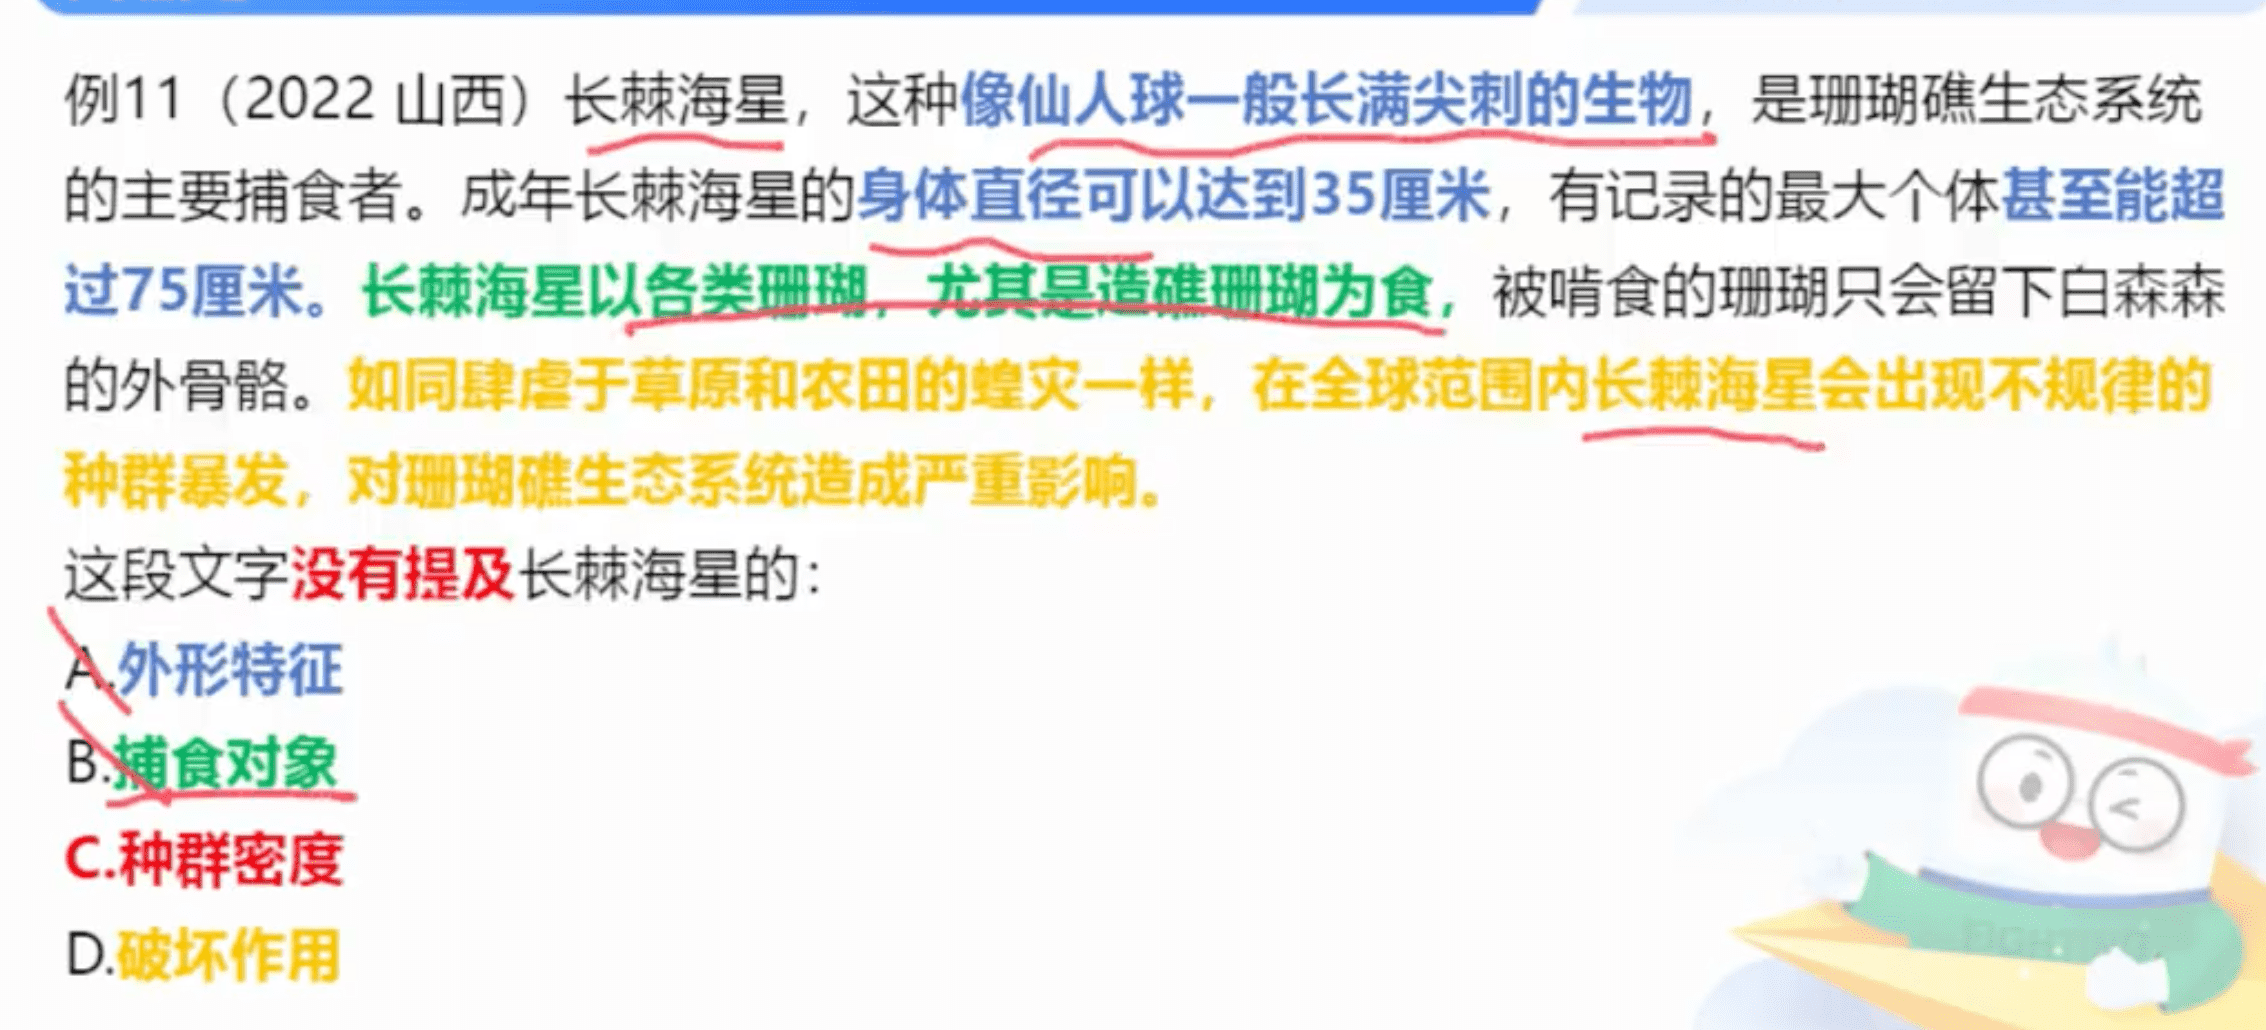 例11（2022 山西）长棘海星，这种像仙人球一般长满尖刺的生物，是珊瑚礁生态系统
的主要捕食者。成年长棘海星的身体直径可以达到35厘米，有记录的最大个体甚至能超
过75厘米。长棘海星以各类珊瑚，尤其是造礁珊瑚为食，被啃食的珊瑚只会留下白森森
的外骨骼。如同肆虐于草原和农田的蝗灾一样，在全球范围内长棘海星会出现不规律的
种群暴发，对珊瑚礁生态系统造成严重影响。
这段文字没有提及长棘海星的：
A.外形特征
B.捕食对象
C.种群密度
D.破坏作用